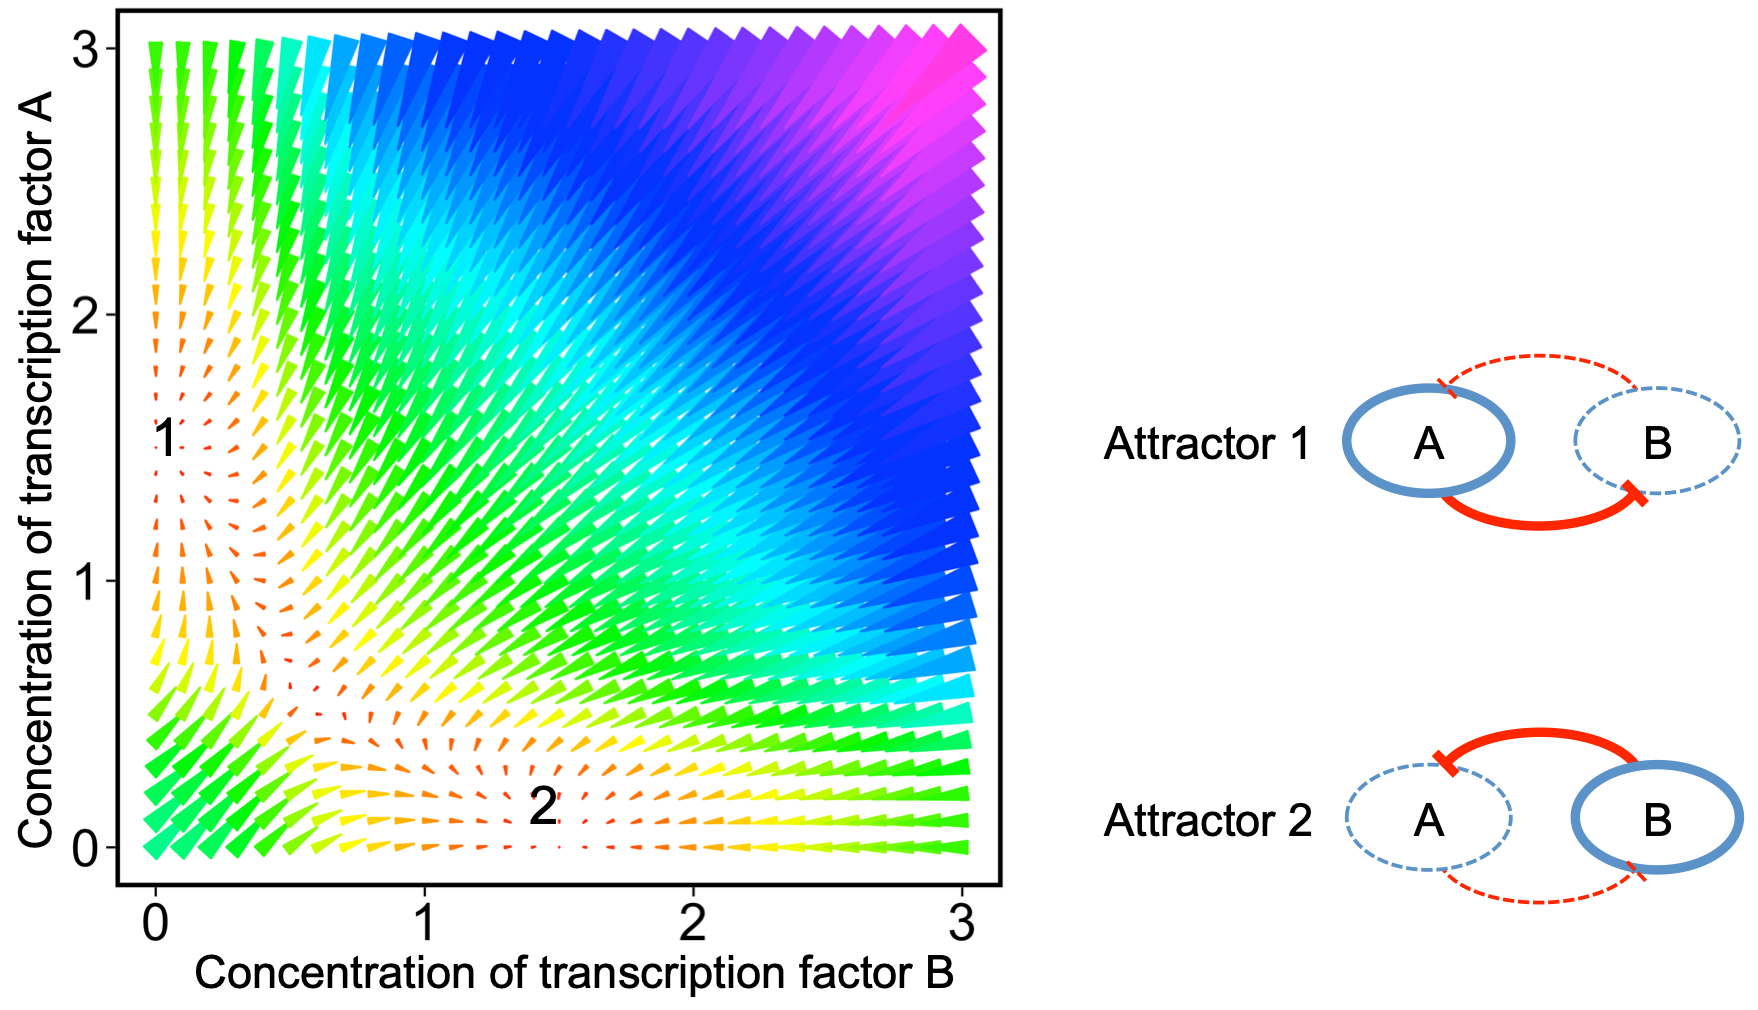 Concentration of transcription factor A
3
2
1
0
1
2
0 1 2 3
Concentration of transcription factor B
Attractor 1
A
B
Attractor 2
A
B